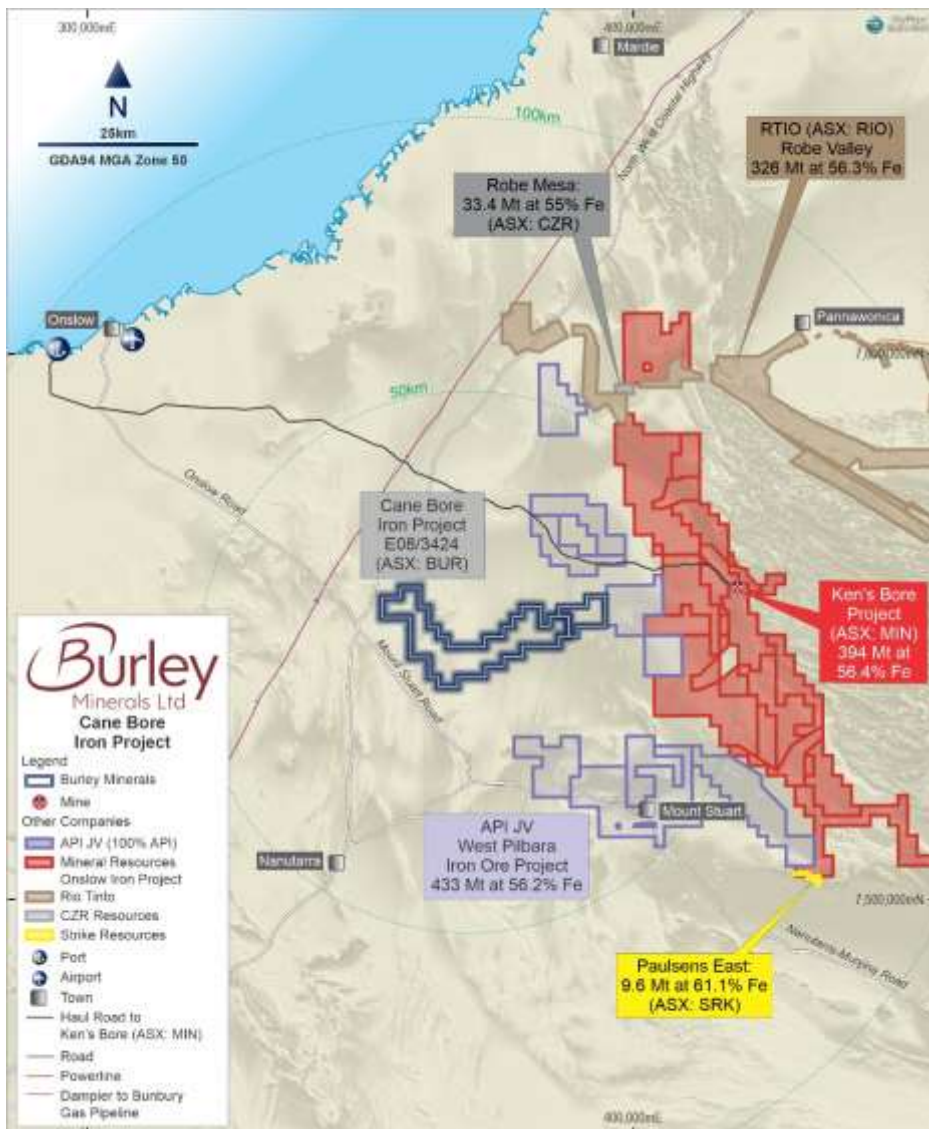 300,000mE
400,000mE
Mardie
N
25km
GDA94 MGA Zone 50
100km
North West Coastal Highway
RTIO (ASX: RIO)
Robe Valley
326 Mt at 56.3% Fe
Robe Mesa:
33.4 Mt at 55% Fe
(ASX: CZR)
Onslow
Pannawonica
50km
Onslow Road
Cane Bore
Iron Project
E08/3424
(ASX: BUR)
Ken's Bore
Project
(ASX: MIN)
394 Mt at
56.4% Fe
Mount Stuart Road
Burley
Minerals Ltd
Cane Bore
Iron Project
Legend
Burley Minerals
Mine
Other Companies
API JV (100% API)
Mineral Resources
Onslow Iron Project
Rio Tinto
CZR Resources
Strike Resources
Port
Airport
Town
Haul Road to
Ken's Bore (ASX: MIN)
Road
Powerline
Dampier to Bunbury
Gas Pipeline
Mount Stuart
API JV
West Pilbara
Iron Ore Project
433 Mt at 56.2% Fe
Nanutarra
7,500,000mN
Paulsens East:
9.6 Mt at 61.1% Fe
(ASX: SRK)
400,000mE